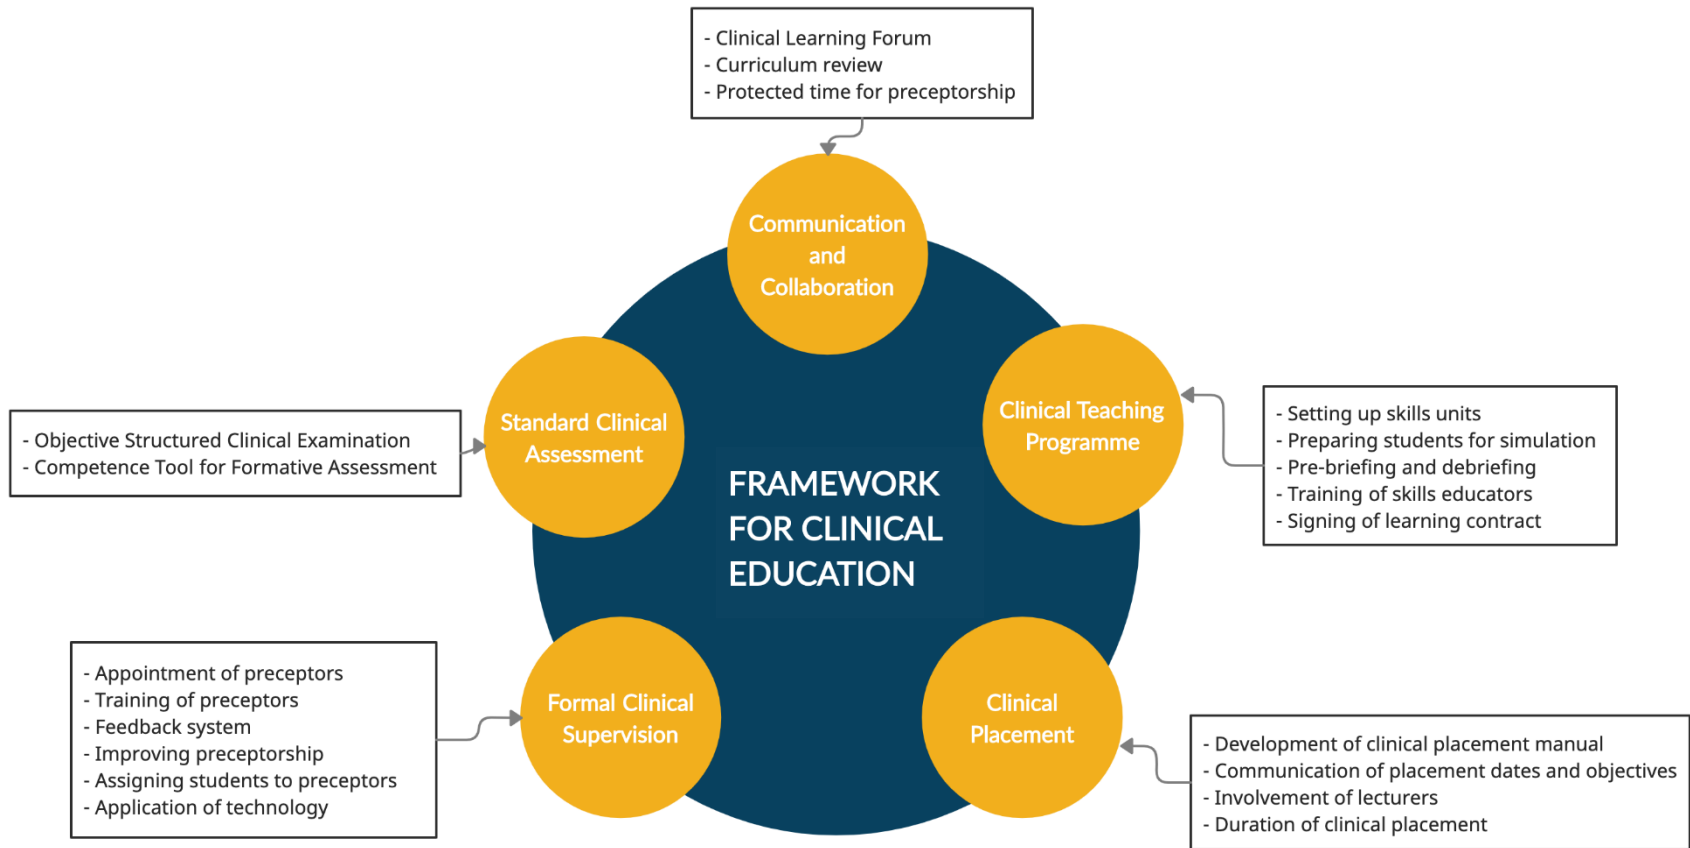 - Clinical Learning Forum
- Curriculum review
- Protected time for preceptorship
Communication
and
Collaboration
Clinical Teaching
Programme
- Setting up skills units
- Preparing students for simulation
- Pre-briefing and debriefing
- Training of skills educators
- Signing of learning contract
Standard Clinical
Assessment
- Objective Structured Clinical Examination
- Competence Tool for Formative Assessment
FRAMEWORK
FOR CLINICAL
EDUCATION
Formal Clinical
Supervision
- Appointment of preceptors
- Training of preceptors
- Feedback system
- Improving preceptorship
- Assigning students to preceptors
- Application of technology
Clinical
Placement
- Development of clinical placement manual
- Communication of placement dates and objectives
- Involvement of lecturers
- Duration of clinical placement